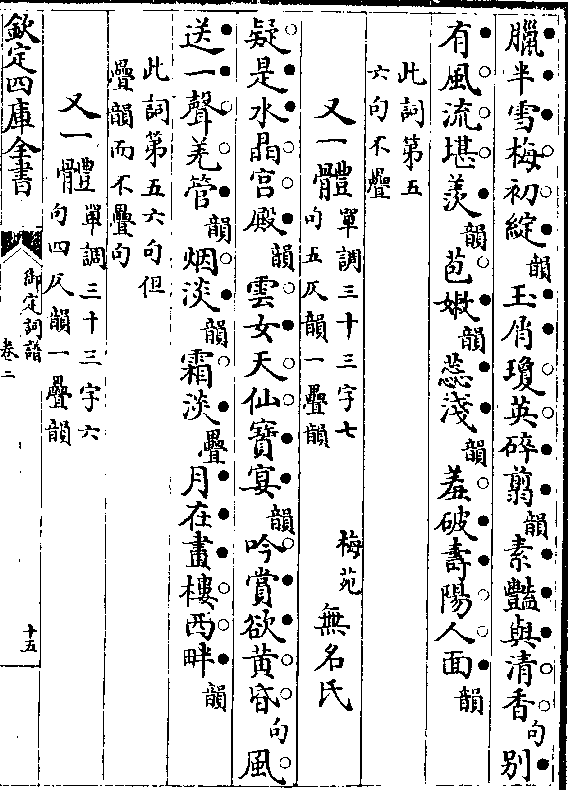 臘半雪梅初綻韻玉屑瓊英碎翦韻素豔與清香句别
有風流堪羨韻苞嫩韻蕊淺韻羞破壽陽人面韻
此詞第五
六句不疊
又一體單調三十三字七
句五仄韻一疊韻
梅苑 無名氏
疑是水晶宫殿韻雲女天仙寶宴韻吟賞欲黄昏句風
送一聲羌管韻烟淡韻霜淡疊月在畫樓西畔韻
此詞第五六句但
疊韻而不疊句
又一體單調三十三字六
句四仄韻一疊韻
欽定四庫全書
御定詞譜
卷二
十五